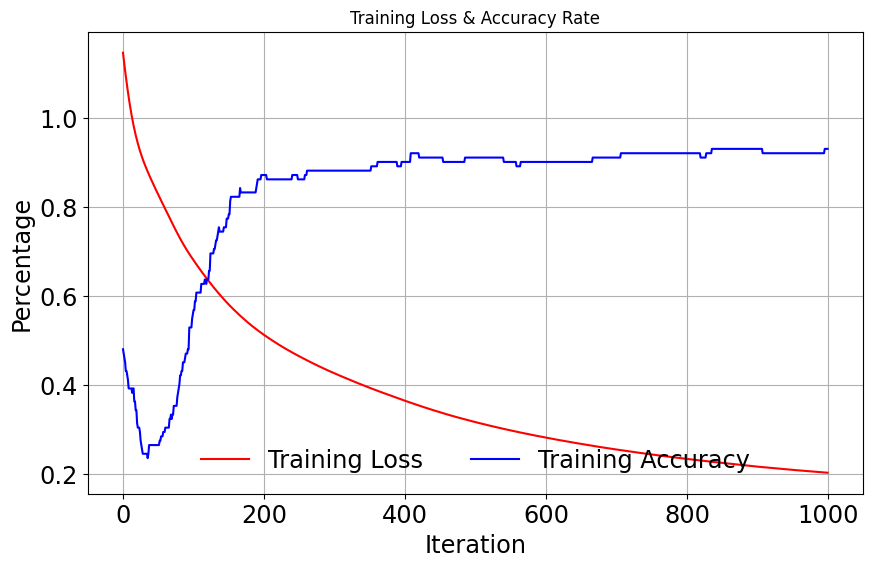 Training Loss & Accuracy Rate
1.0
0.8
0.6
0.4
0.2
Percentage
Training Loss
Training Accuracy
0
200
400
600
800
1000
Iteration